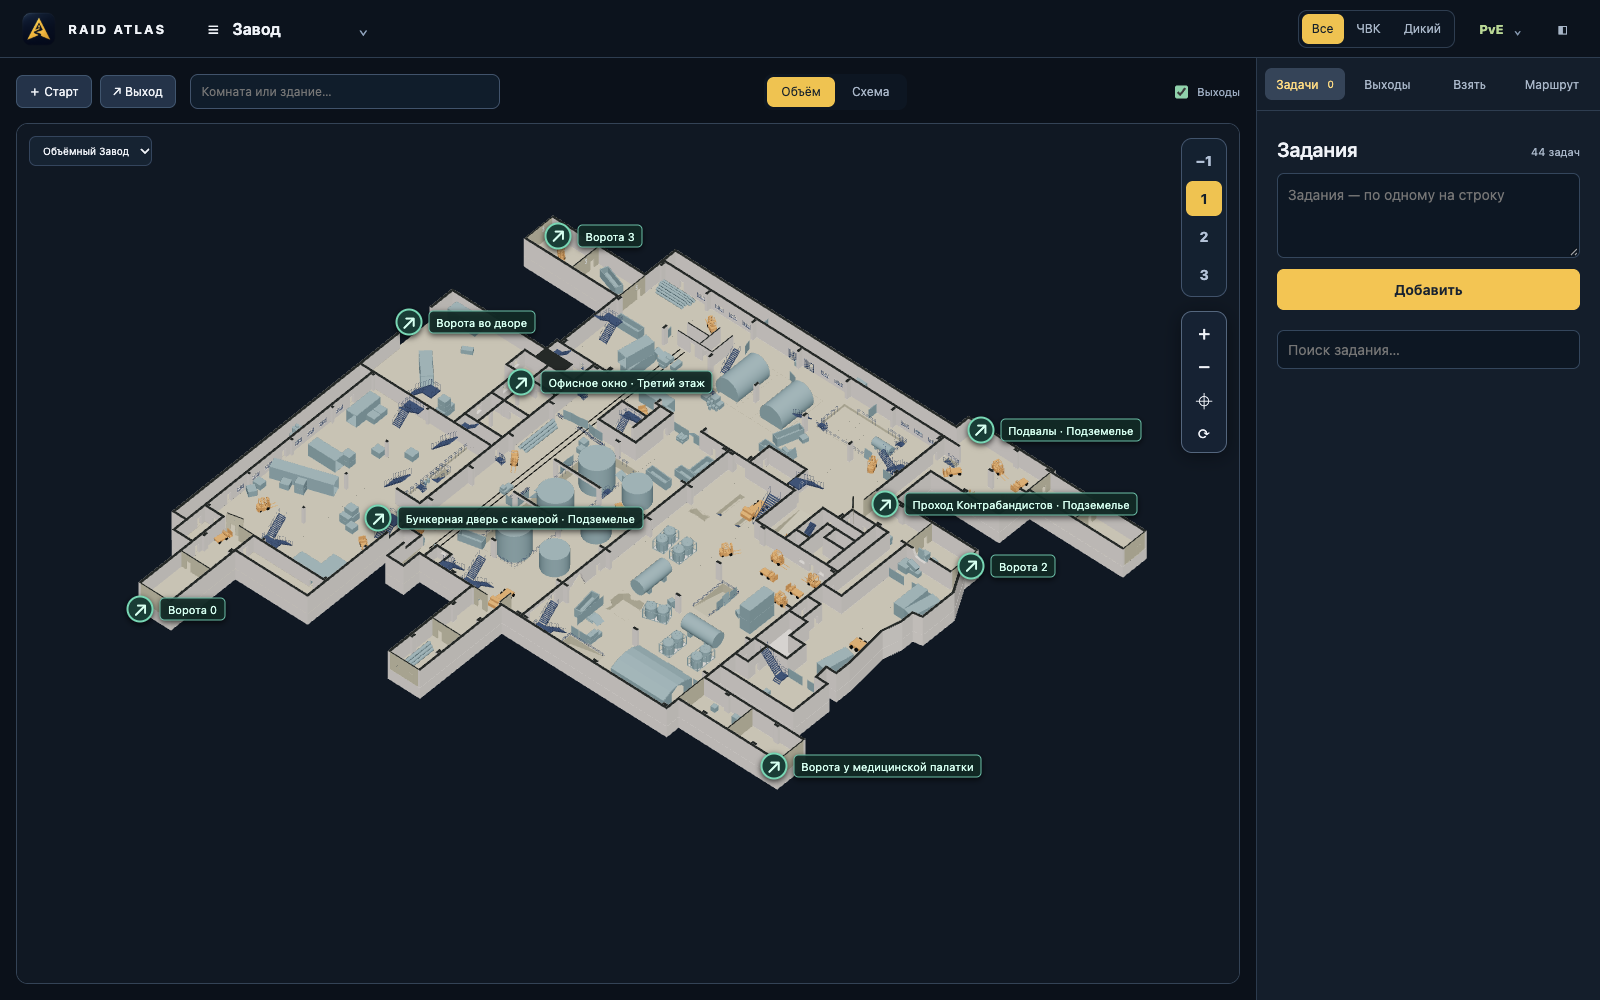 RAID ATLAS
☰ Завод
Все ЧВК Дикий
PvE
+ Старт
↗ Выход
Комната или здание...
Объём Схема
Выходы
Задачи 0 Выходы Взять Маршрут
Объёмный Завод
−1
1
2
3
+
−
Задания
44 задач
Задания — по одному на строку
Добавить
Поиск задания...
Ворота 3
Ворота во дворе
Офисное окно · Третий этаж
Подвалы · Подземелье
Проход Контрабандистов · Подземелье
Бункерная дверь с камерой · Подземелье
Ворота 2
Ворота 0
Ворота у медицинской палатки